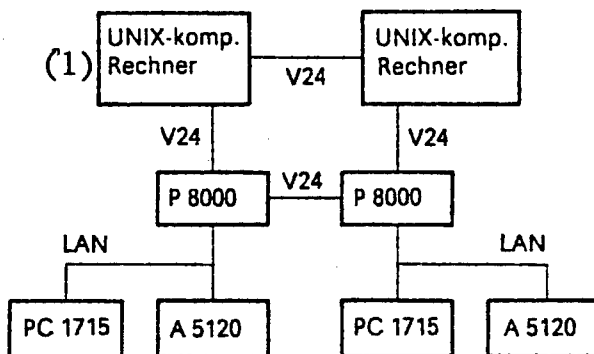 UNIX-komp.
Rechner
UNIX-komp.
Rechner
(1)
V24
V24
V24
P 8000
V24
P 8000
LAN
LAN
PC 1715
A 5120
PC 1715
A 5120